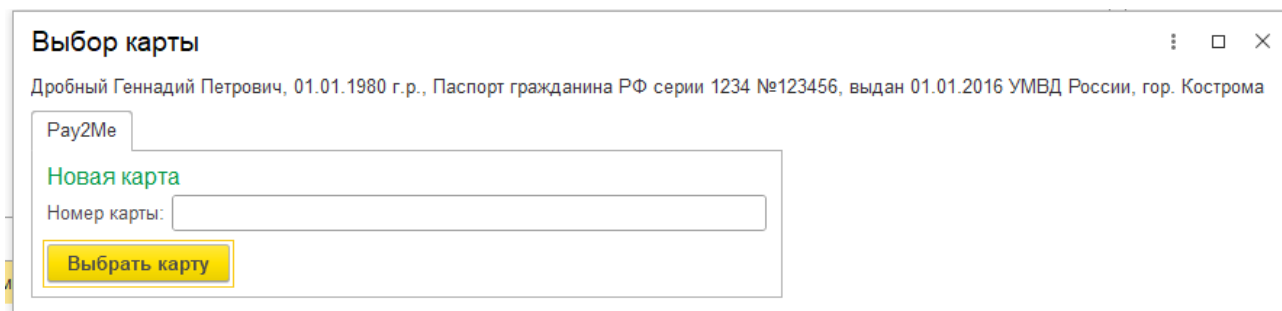 Выбор карты
Дробный Геннадий Петрович, 01.01.1980 г.р., Паспорт гражданина РФ серии 1234 №123456, выдан 01.01.2016 УМВД России, гор. Кострома
Pay2Me
Новая карта
Номер карты:
Выбрать карту